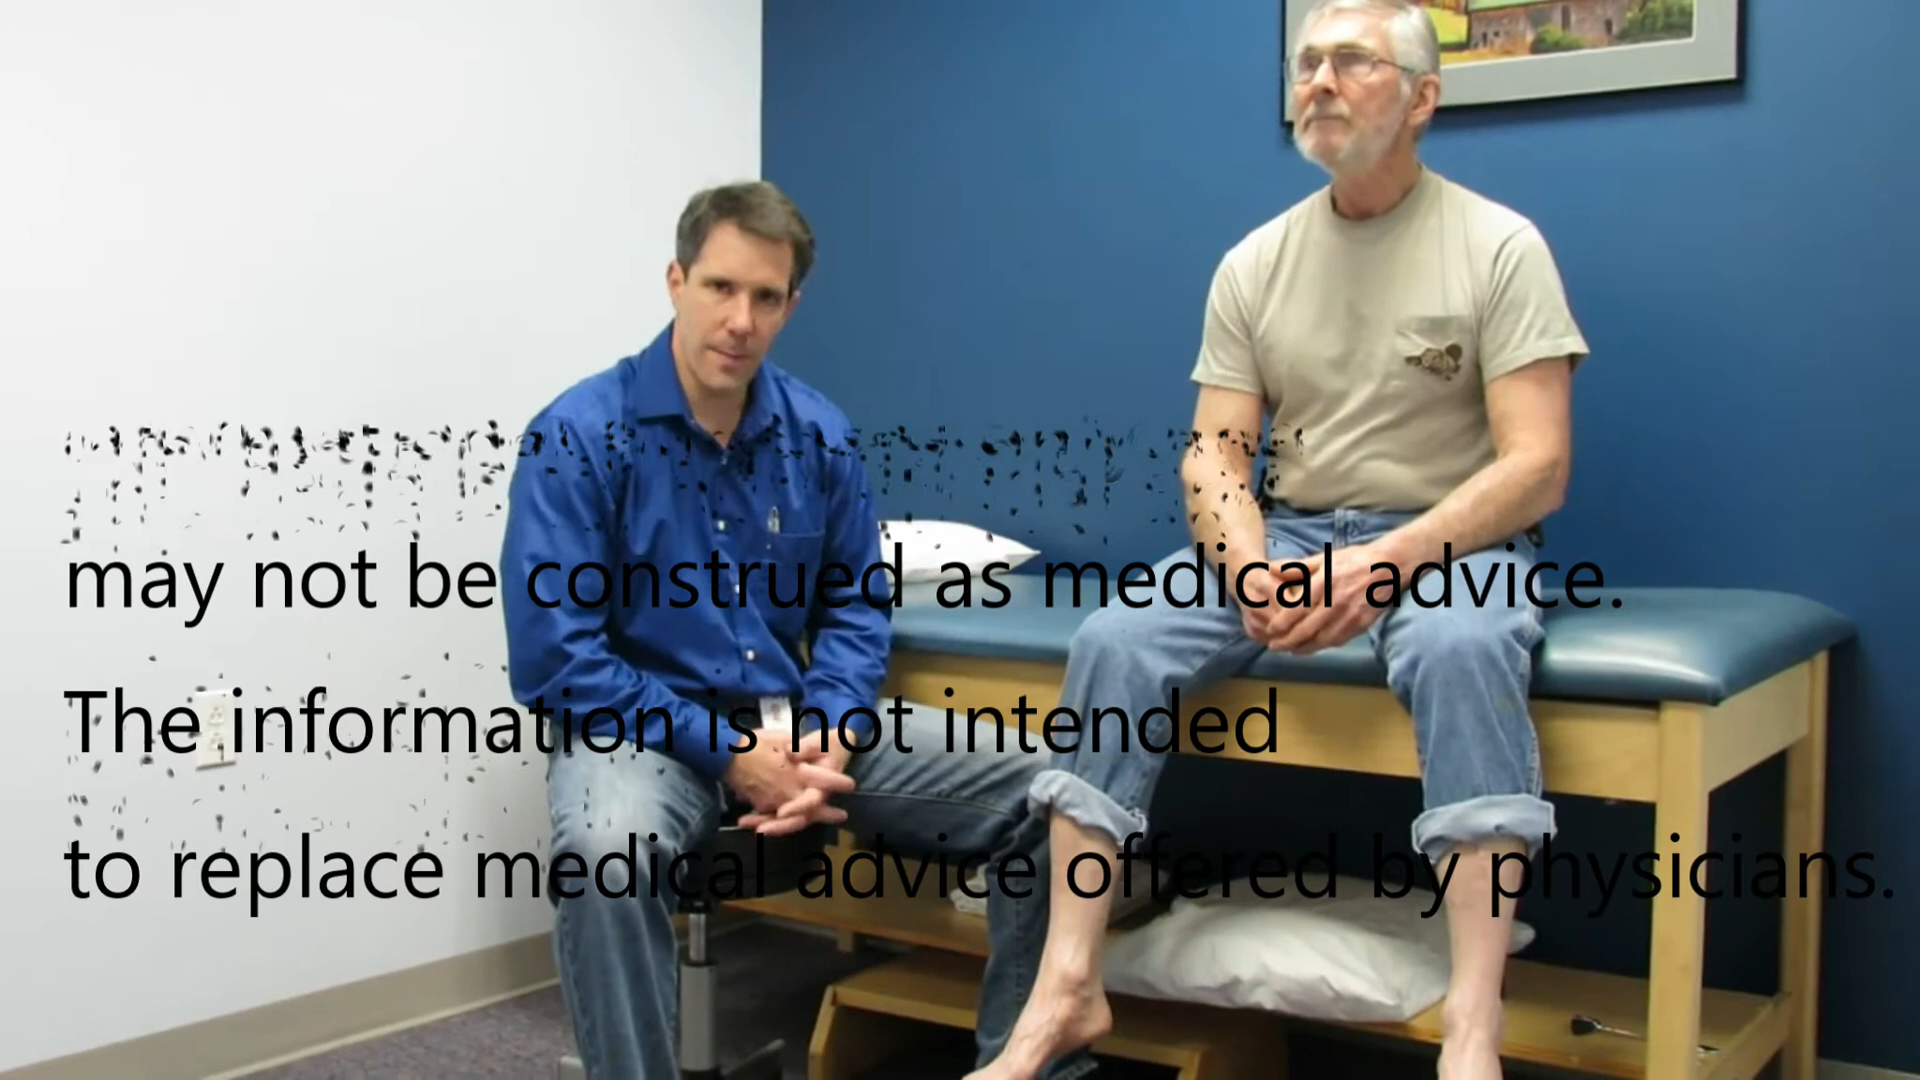 may not be construed as medical advice.
The information is not intended
to replace medical advice offered by physicians.